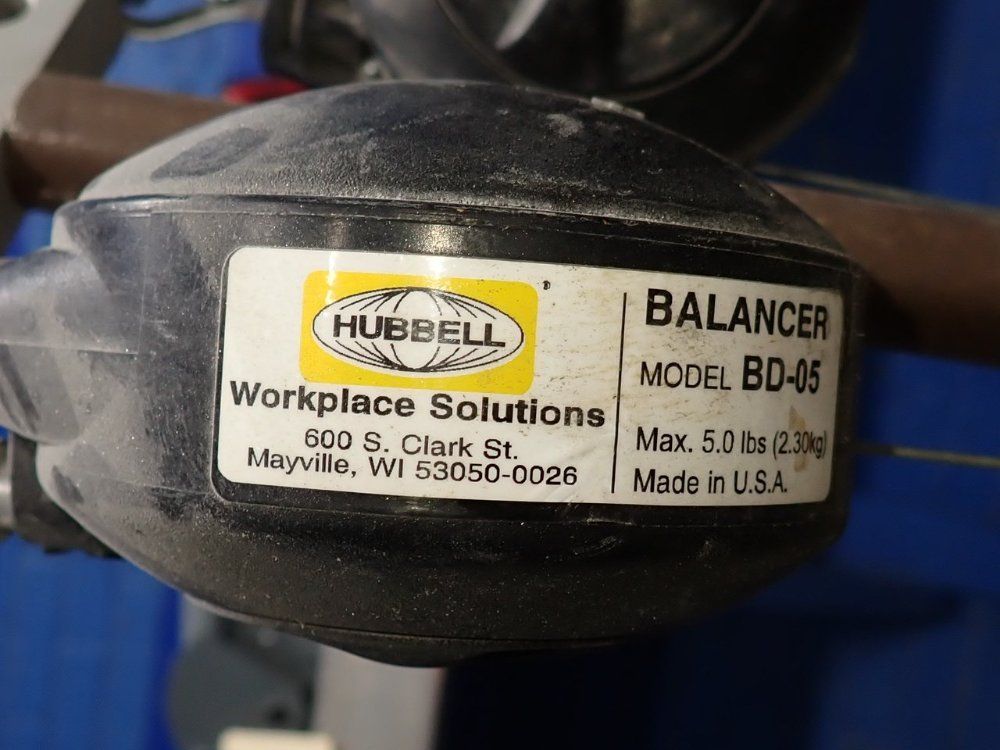 HUBBELL
Workplace Solutions
600 S. Clark St.
Mayville, WI 53050-0026
BALANCER
MODEL BD-05
Max. 5.0 lbs (2.30kg)
Made in U.S.A.